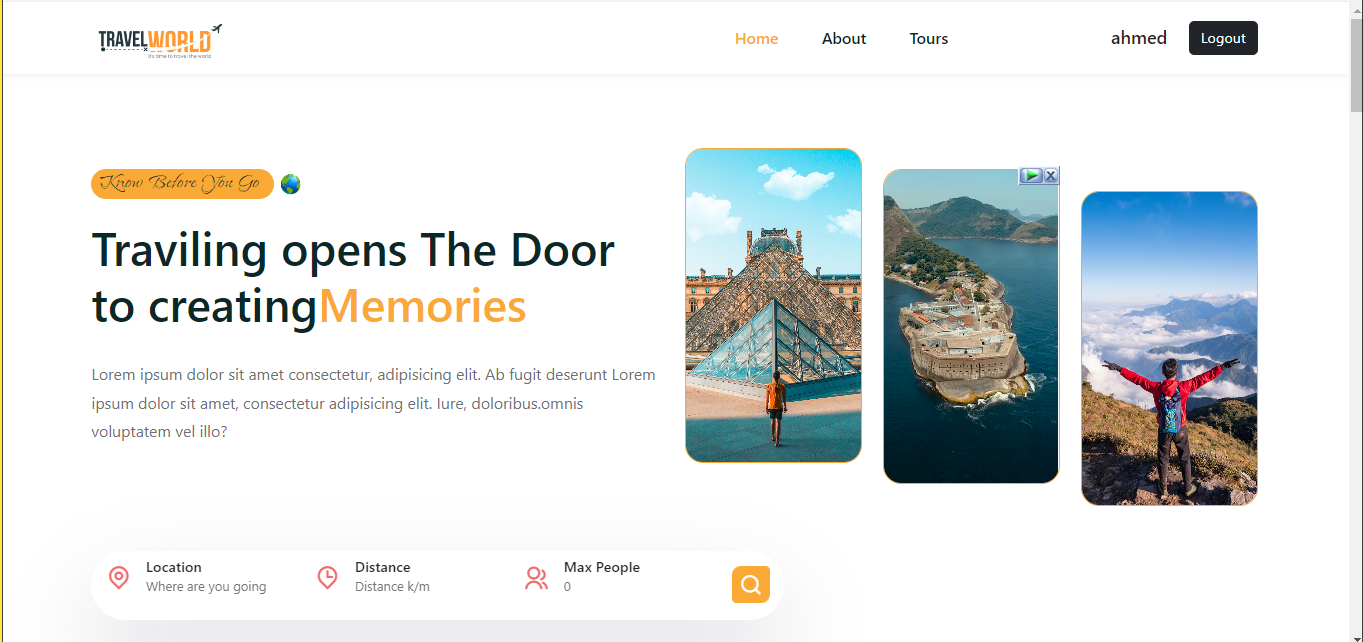 TRAVELWORLD
it's time to travel the world
Home
About
Tours
ahmed
Logout
Know Before You Go
Traviling opens The Door
to creatingMemories
Lorem ipsum dolor sit amet consectetur, adipisicing elit. Ab fugit deserunt Lorem
ipsum dolor sit amet, consectetur adipisicing elit. Iure, doloribus.omnis
voluptatem vel illo?
Location
Where are you going
Distance
Distance k/m
Max People
0